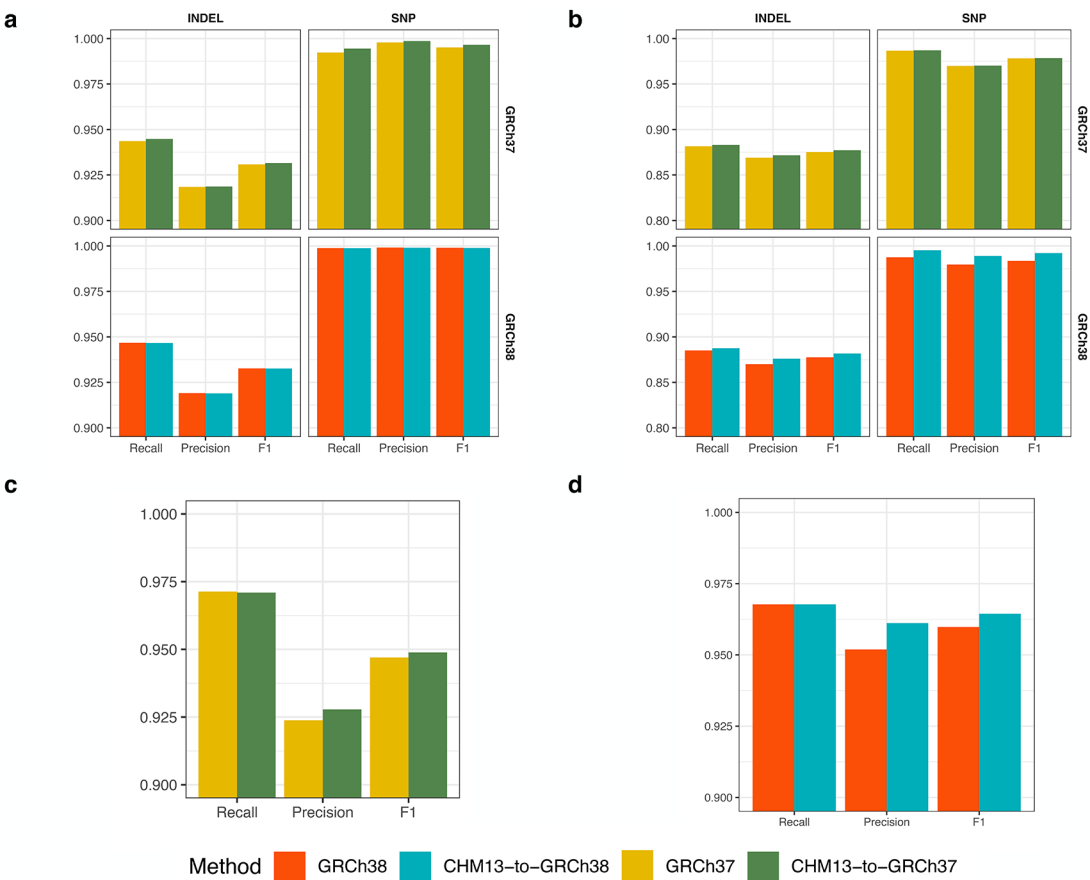 a
INDEL
SNP
1.000
0.975
0.950
0.925
0.900
GRCh37
1.000
0.975
0.950
0.925
0.900
GRCh38
Recall Precision F1 Recall Precision F1
b
INDEL
SNP
1.00
0.95
0.90
0.85
0.80
GRCh37
1.00
0.95
0.90
0.85
0.80
GRCh38
Recall Precision F1 Recall Precision F1
c
1.000
0.975
0.950
0.925
0.900
Recall Precision F1
d
1.000
0.975
0.950
0.925
0.900
Recall Precision F1
Method GRCh38 CHM13−to−GRCh38 GRCh37 CHM13−to−GRCh37